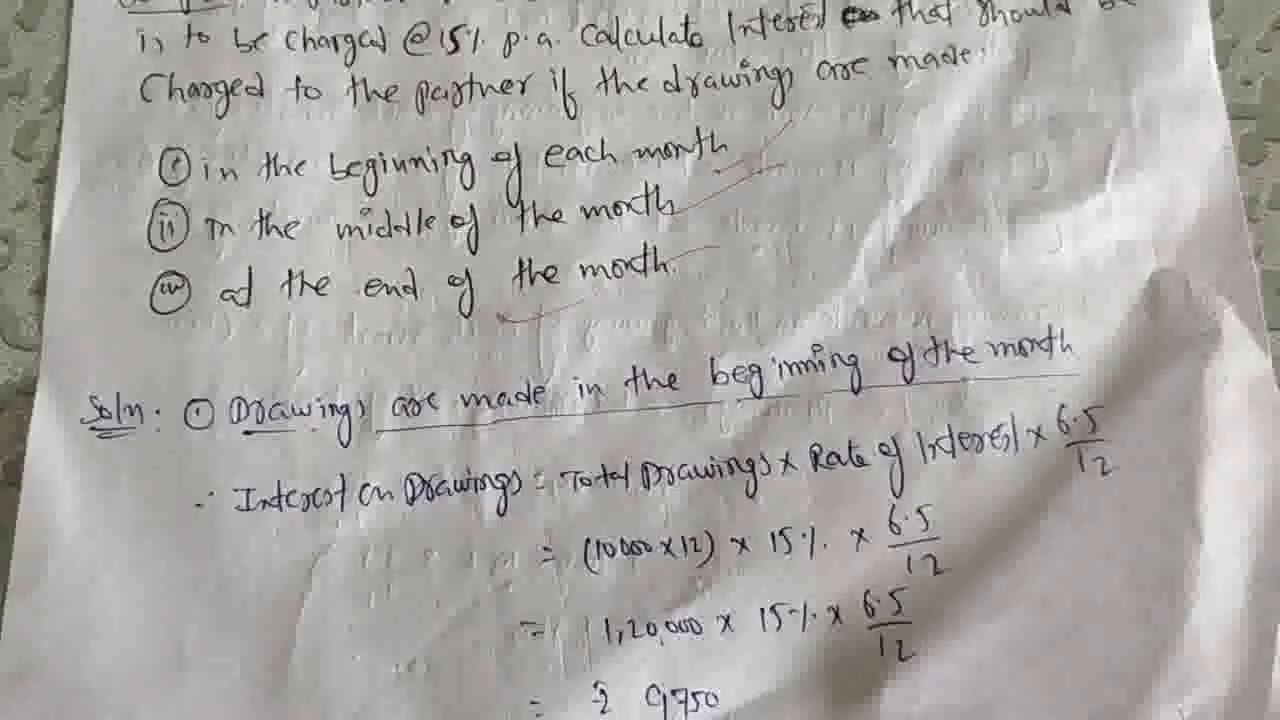 is to be charged @ 15% p.a. Calculate Interest that should
Charged to the partner if the drawings are made.
(i) in the beginning of each month
(ii) in the middle of the month
(iii) at the end of the month.
Soln: (i) Drawings are made in the beginning of the month
∴ Interest on Drawings = Total Drawings x Rate of Interest x 6.5/12
= (10000 x 12) x 15% x 6.5/12
= 1,20,000 x 15% x 6.5/12
= ₹ 9750